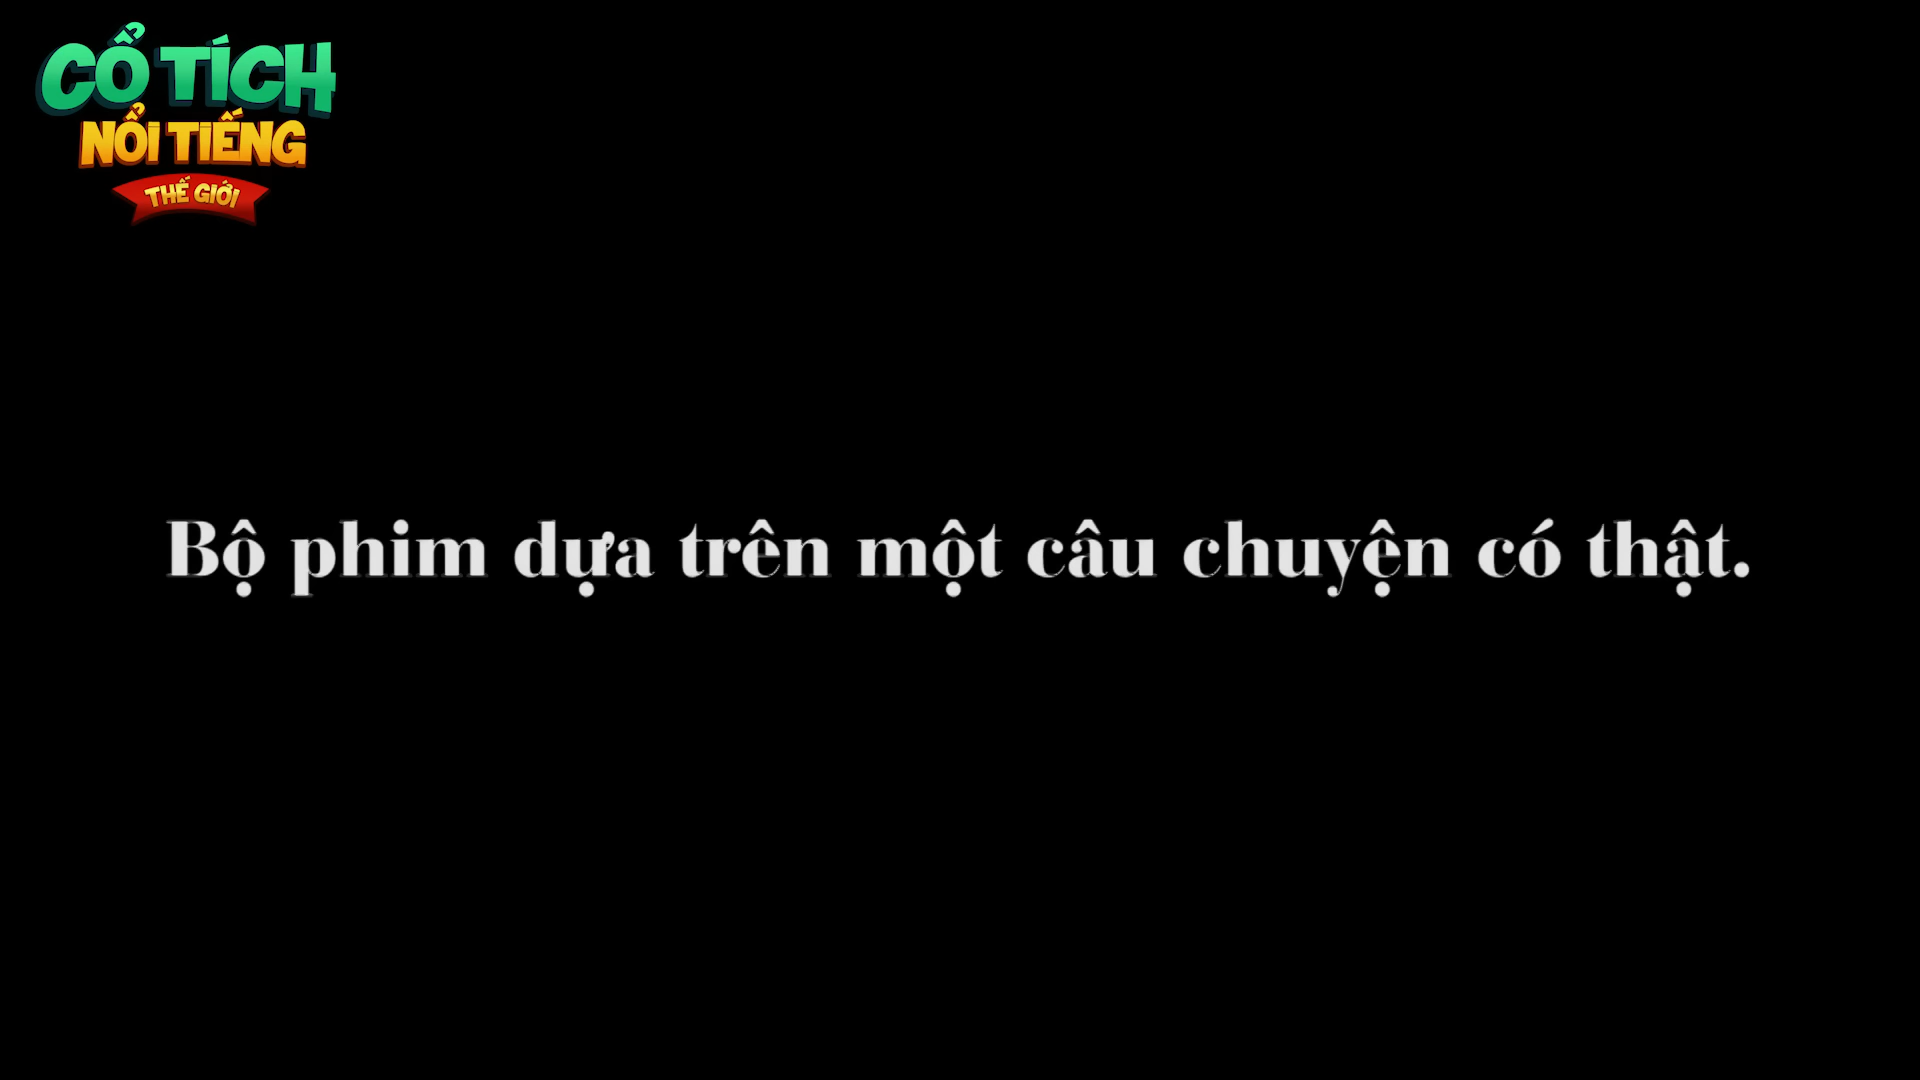 CỔ TÍCH
NỔI TIẾNG
THẾ GIỚI
Bộ phim dựa trên một câu chuyện có thật.